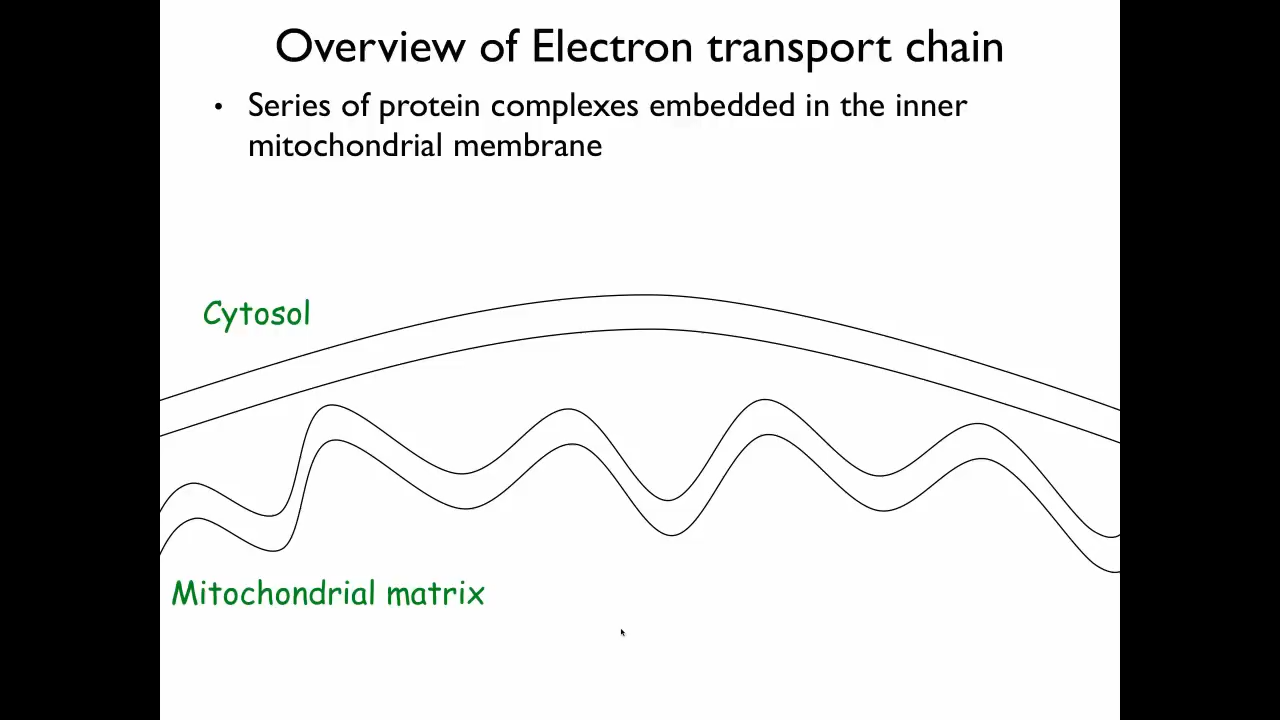 Overview of Electron transport chain
• Series of protein complexes embedded in the inner
mitochondrial membrane
Cytosol
Mitochondrial matrix